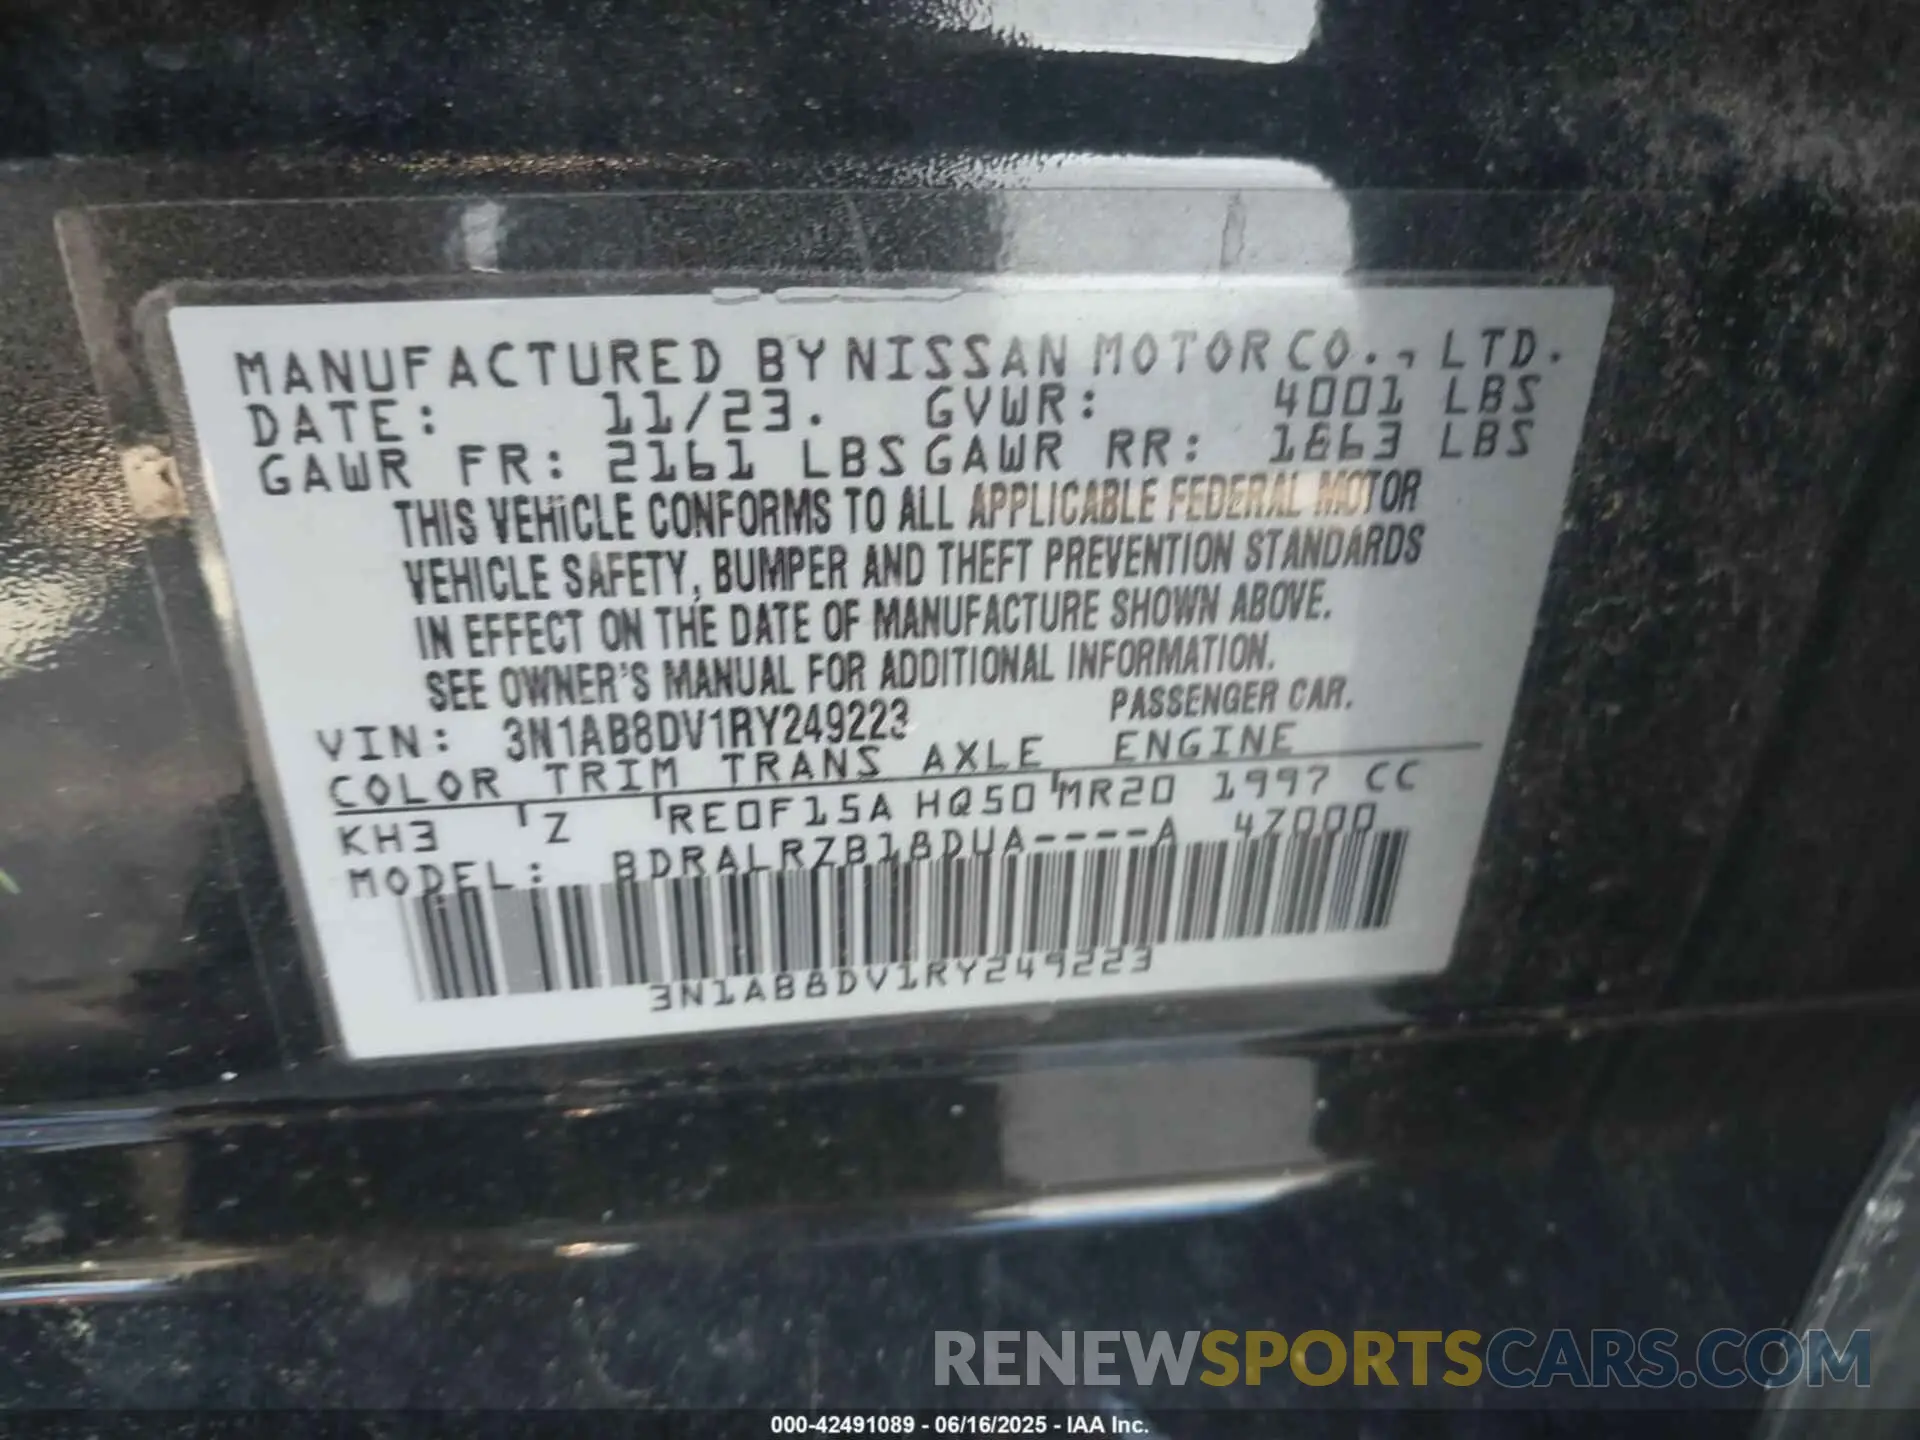 MANUFACTURED BY NISSAN MOTOR CO., LTD.
DATE: 11/23. GVWR: 4001 LBS
GAWR FR: 2161 LBS GAWR RR: 1863 LBS
THIS VEHICLE CONFORMS TO ALL APPLICABLE FEDERAL MOTOR
VEHICLE SAFETY, BUMPER AND THEFT PREVENTION STANDARDS
IN EFFECT ON THE DATE OF MANUFACTURE SHOWN ABOVE.
SEE OWNER'S MANUAL FOR ADDITIONAL INFORMATION.
VIN: 3N1AB8DV1RY249223 PASSENGER CAR.
COLOR TRIM TRANS AXLE ENGINE
KH3 Z RE0F15A HQ50 MR20 1997 CC
MODEL: BDRALRZB18DUA----A 47000
3N1AB8DV1RY249223
RENEWSPORTSCARS.COM
000-42491089 - 06/16/2025 - IAA Inc.